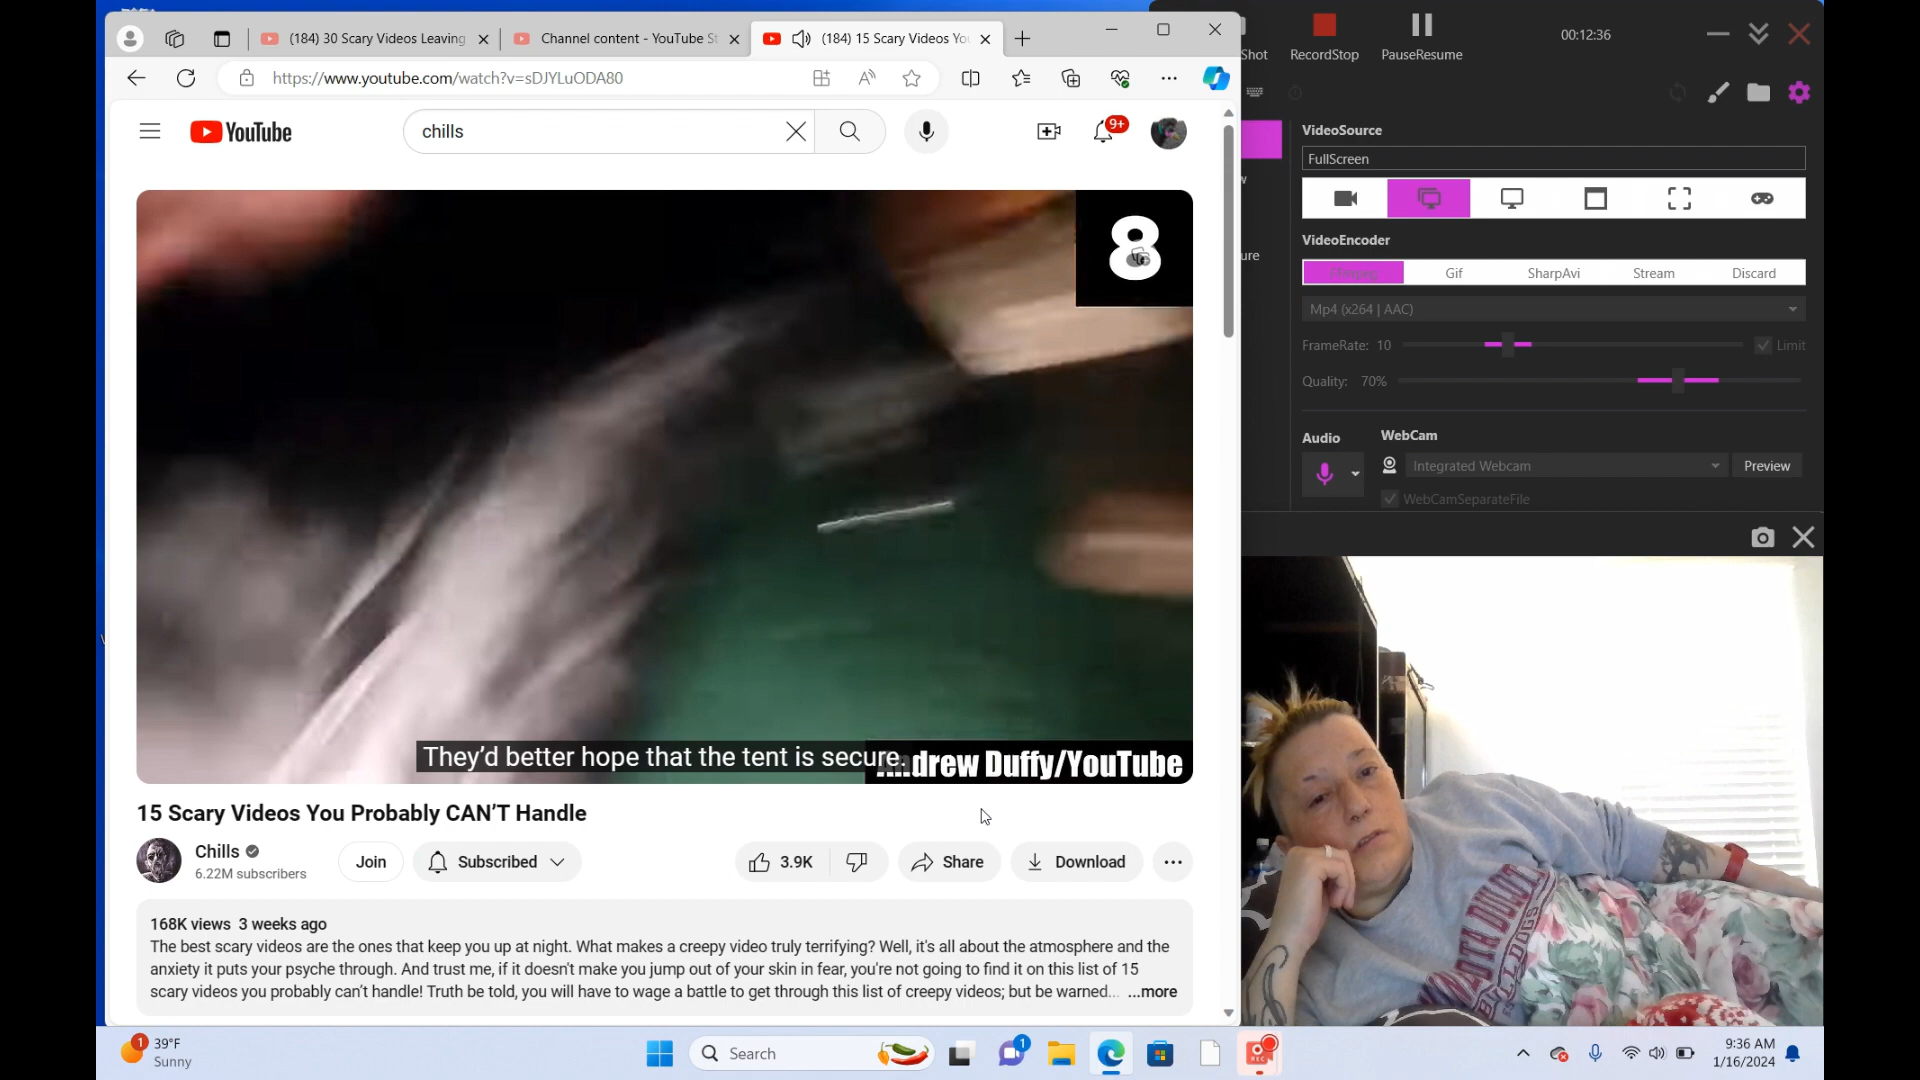 (184) 30 Scary Videos Leaving
Channel content - YouTube St
(184) 15 Scary Videos Yo
https://www.youtube.com/watch?v=sDJYLuODA80
YouTube
chills
9+
8
They'd better hope that the tent is secure.
drew Duffy/YouTube
15 Scary Videos You Probably CAN'T Handle
Chills
6.22M subscribers
Join
Subscribed
3.9K
Share
Download
168K views 3 weeks ago
The best scary videos are the ones that keep you up at night. What makes a creepy video truly terrifying? Well, it's all about the atmosphere and the
anxiety it puts your psyche through. And trust me, if it doesn't make you jump out of your skin in fear, you're not going to find it on this list of 15
scary videos you probably can't handle! Truth be told, you will have to wage a battle to get through this list of creepy videos; but be warned... ...more
Shot
RecordStop
PauseResume
00:12:36
VideoSource
FullScreen
VideoEncoder
FFmpeg
Gif
SharpAvi
Stream
Discard
Mp4 (x264 | AAC)
FrameRate: 10
Limit
Quality: 70%
Audio
WebCam
Integrated Webcam
Preview
WebCamSeparateFile
w
ure
BULLDOGS
1
39°F
Sunny
Search
1
REC
9:36 AM
1/16/2024